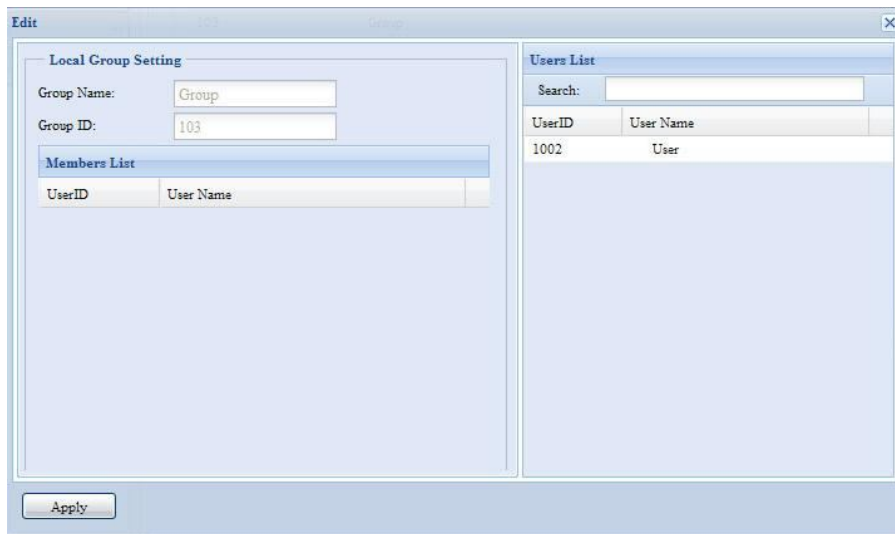 Edit
Local Group Setting
Group Name: Group
Group ID: 103
Members List
UserID User Name
Users List
Search:
UserID User Name
1002 User
Apply